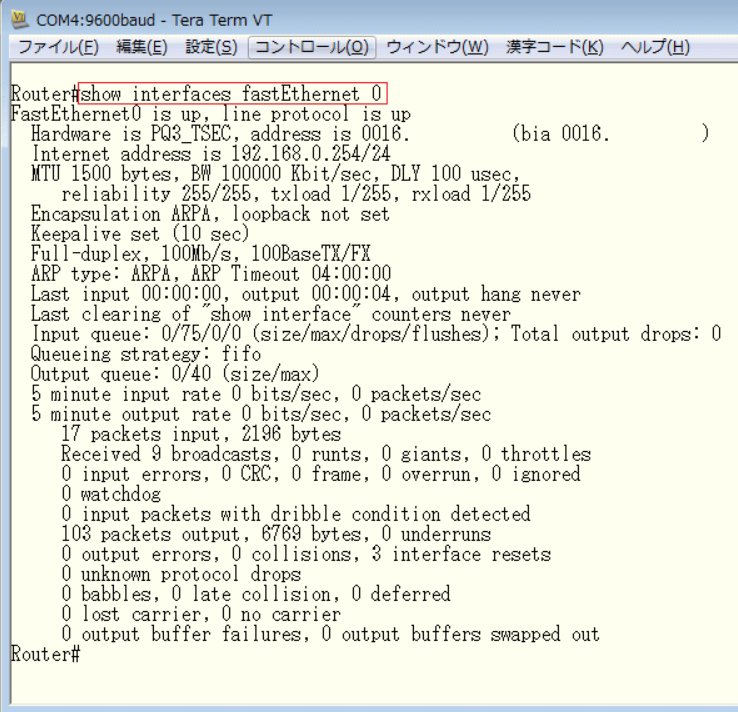 COM4:9600baud - Tera Term VT
ファイル(F) 編集(E) 設定(S) コントロール(O) ウィンドウ(W) 漢字コード(K) ヘルプ(H)
Router#show interfaces fastEthernet 0
FastEthernet0 is up, line protocol is up
  Hardware is PQ3_TSEC, address is 0016.          (bia 0016.         )
  Internet address is 192.168.0.254/24
  MTU 1500 bytes, BW 100000 Kbit/sec, DLY 100 usec,
     reliability 255/255, txload 1/255, rxload 1/255
  Encapsulation ARPA, loopback not set
  Keepalive set (10 sec)
  Full-duplex, 100Mb/s, 100BaseTX/FX
  ARP type: ARPA, ARP Timeout 04:00:00
  Last input 00:00:00, output 00:00:04, output hang never
  Last clearing of "show interface" counters never
  Input queue: 0/75/0/0 (size/max/drops/flushes); Total output drops: 0
  Queueing strategy: fifo
  Output queue: 0/40 (size/max)
  5 minute input rate 0 bits/sec, 0 packets/sec
  5 minute output rate 0 bits/sec, 0 packets/sec
     17 packets input, 2196 bytes
     Received 9 broadcasts, 0 runts, 0 giants, 0 throttles
     0 input errors, 0 CRC, 0 frame, 0 overrun, 0 ignored
     0 watchdog
     0 input packets with dribble condition detected
     103 packets output, 6769 bytes, 0 underruns
     0 output errors, 0 collisions, 3 interface resets
     0 unknown protocol drops
     0 babbles, 0 late collision, 0 deferred
     0 lost carrier, 0 no carrier
     0 output buffer failures, 0 output buffers swapped out
Router#